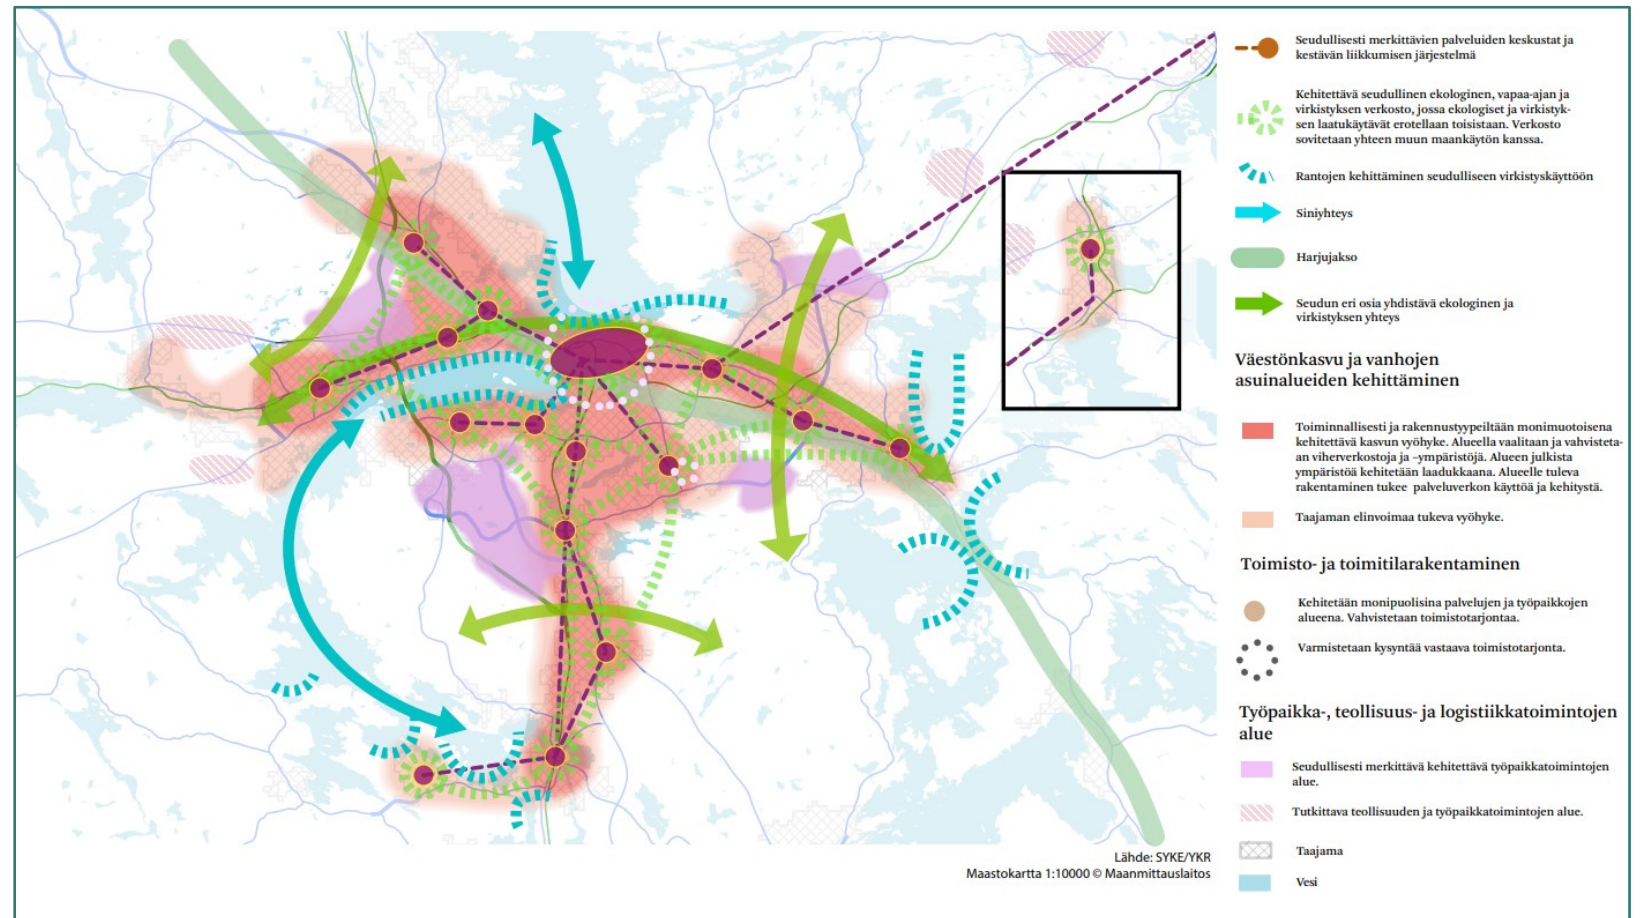 Seudullisesti merkittävien palveluiden keskustat ja
kestävän liikkumisen järjestelmä
Kehitettävä seudullinen ekologinen, vapaa-ajan ja
virkistyksen verkosto, jossa ekologiset ja virkistyk-
sen laatukäytävät erotellaan toisistaan. Verkosto
sovitetaan yhteen muun maankäytön kanssa.
Rantojen kehittäminen seudulliseen virkistyskäyttöön
Siniyhteys
Harjujakso
Seudun eri osia yhdistävä ekologinen ja
virkistyksen yhteys
Väestönkasvu ja vanhojen
asuinalueiden kehittäminen
Toiminnallisesti ja rakennustyypeiltään monimuotoisena
kehitettävä kasvun vyöhyke. Alueella vaalitaan ja vahvisteta-
an viherverkostoja ja –ympäristöjä. Alueen julkista
ympäristöä kehitetään laadukkaana. Alueelle tuleva
rakentaminen tukee palveluverkon käyttöä ja kehitystä.
Taajaman elinvoimaa tukeva vyöhyke.
Toimisto- ja toimitilarakentaminen
Kehitetään monipuolisina palvelujen ja työpaikkojen
alueena. Vahvistetaan toimistotarjontaa.
Varmistetaan kysyntää vastaava toimistotarjonta.
Työpaikka-, teollisuus- ja logistiikkatoimintojen
alue
Seudullisesti merkittävä kehitettävä työpaikkatoimintojen
alue.
Tutkittava teollisuuden ja työpaikkatoimintojen alue.
Taajama
Vesi
Lähde: SYKE/YKR
Maastokartta 1:10000 © Maanmittauslaitos